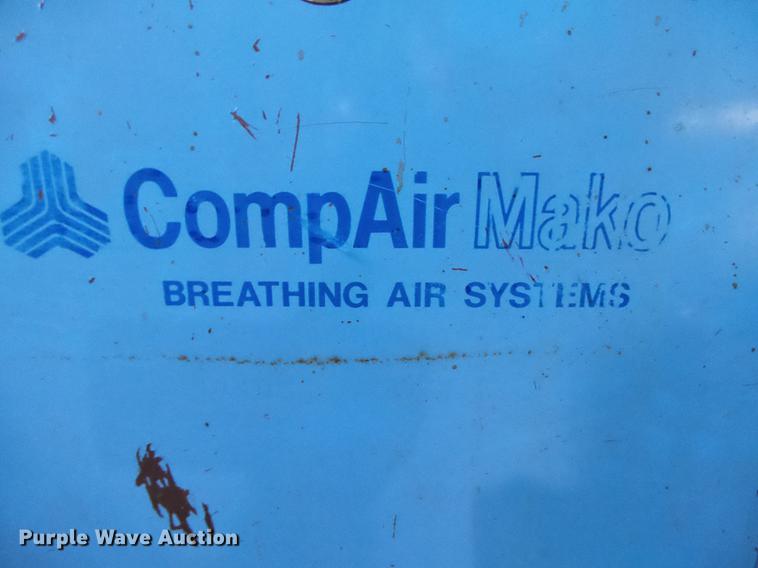 CompAir Mako
BREATHING AIR SYSTEMS
Purple Wave Auction